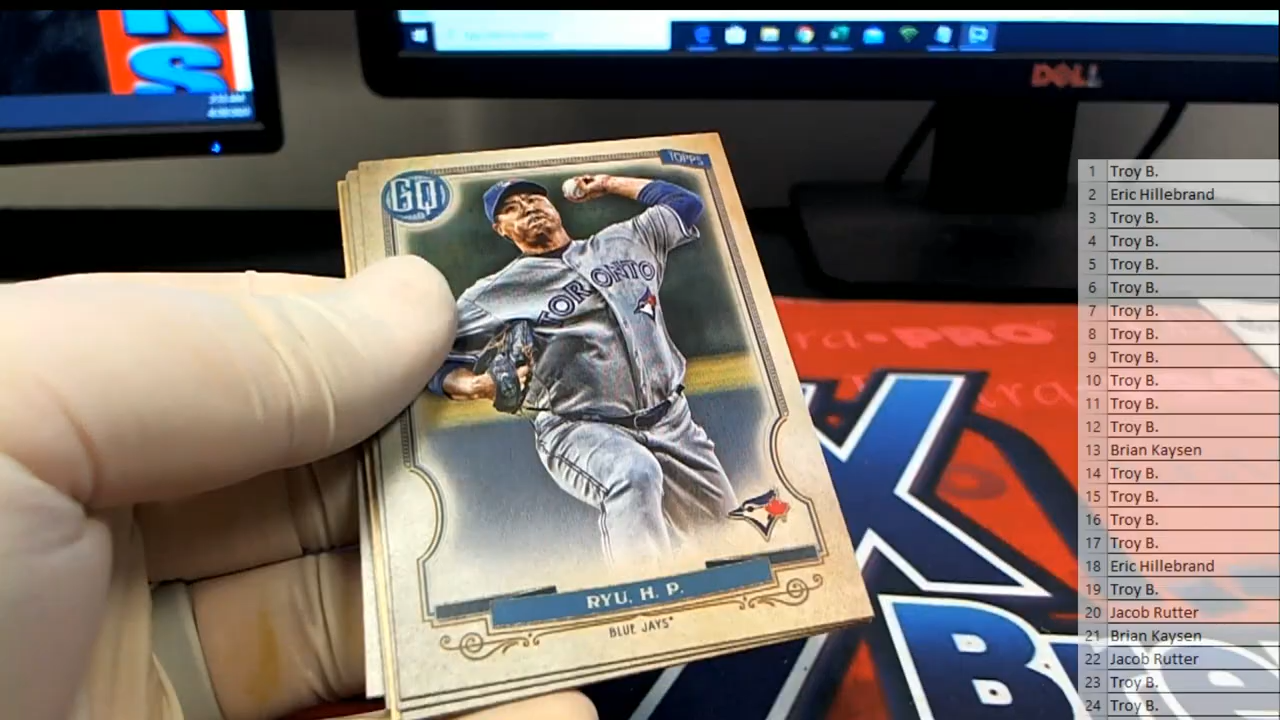 KS
DELL
TOPPS
GQ
TORONTO
RYU, H. P.
BLUE JAYS
PRO
1 Troy B.
2 Eric Hillebrand
3 Troy B.
4 Troy B.
5 Troy B.
6 Troy B.
7 Troy B.
8 Troy B.
9 Troy B.
10 Troy B.
11 Troy B.
12 Troy B.
13 Brian Kaysen
14 Troy B.
15 Troy B.
16 Troy B.
17 Troy B.
18 Eric Hillebrand
19 Troy B.
20 Jacob Rutter
21 Brian Kaysen
22 Jacob Rutter
23 Troy B.
24 Troy B.